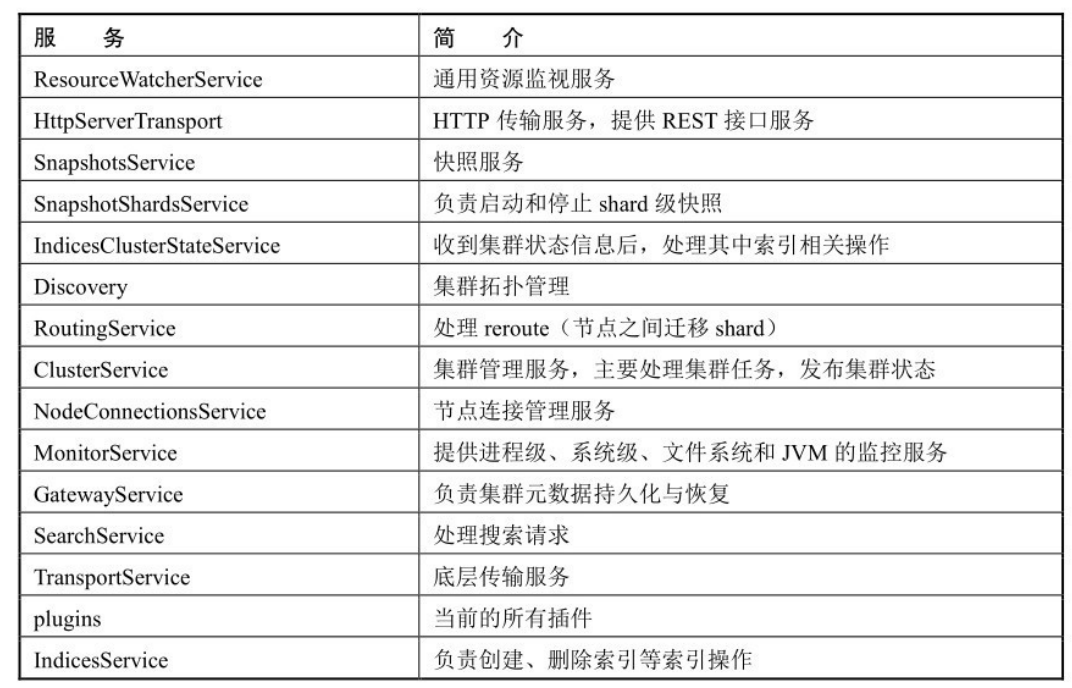 服 务 简 介
ResourceWatcherService 通用资源监视服务
HttpServerTransport HTTP 传输服务，提供 REST 接口服务
SnapshotsService 快照服务
SnapshotShardsService 负责启动和停止 shard 级快照
IndicesClusterStateService 收到集群状态信息后，处理其中索引相关操作
Discovery 集群拓扑管理
RoutingService 处理 reroute（节点之间迁移 shard）
ClusterService 集群管理服务，主要处理集群任务，发布集群状态
NodeConnectionsService 节点连接管理服务
MonitorService 提供进程级、系统级、文件系统和 JVM 的监控服务
GatewayService 负责集群元数据持久化与恢复
SearchService 处理搜索请求
TransportService 底层传输服务
plugins 当前的所有插件
IndicesService 负责创建、删除索引等索引操作